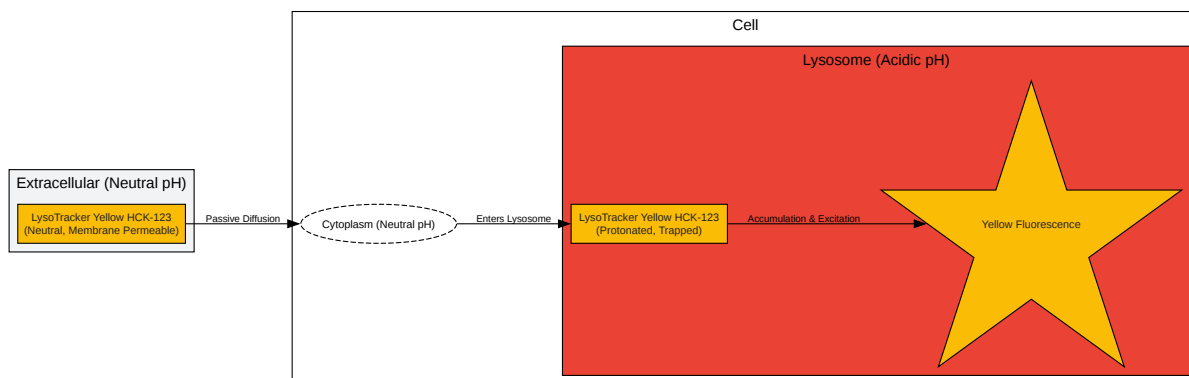 Cell
Lysosome (Acidic pH)
Extracellular (Neutral pH)
LysoTracker Yellow HCK-123
(Neutral, Membrane Permeable)
Passive Diffusion
Cytoplasm (Neutral pH)
Enters Lysosome
LysoTracker Yellow HCK-123
(Protonated, Trapped)
Accumulation & Excitation
Yellow Fluorescence